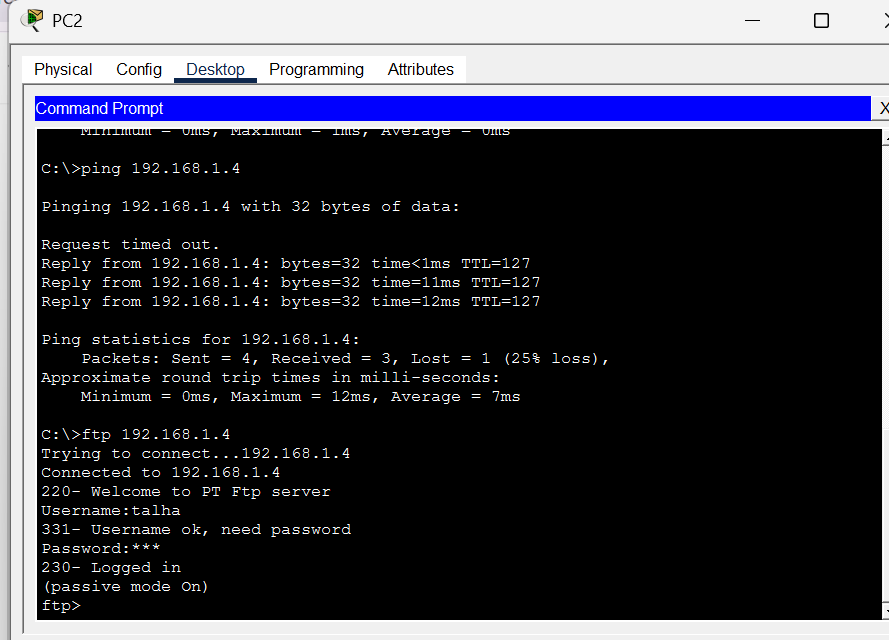 PC2
Physical Config Desktop Programming Attributes
Command Prompt
X
Minimum = 0ms, Maximum = 1ms, Average = 0ms
C:\>ping 192.168.1.4
Pinging 192.168.1.4 with 32 bytes of data:
Request timed out.
Reply from 192.168.1.4: bytes=32 time<1ms TTL=127
Reply from 192.168.1.4: bytes=32 time=11ms TTL=127
Reply from 192.168.1.4: bytes=32 time=12ms TTL=127
Ping statistics for 192.168.1.4:
Packets: Sent = 4, Received = 3, Lost = 1 (25% loss),
Approximate round trip times in milli-seconds:
Minimum = 0ms, Maximum = 12ms, Average = 7ms
C:\>ftp 192.168.1.4
Trying to connect...192.168.1.4
Connected to 192.168.1.4
220- Welcome to PT Ftp server
Username:talha
331- Username ok, need password
Password:***
230- Logged in
(passive mode On)
ftp>